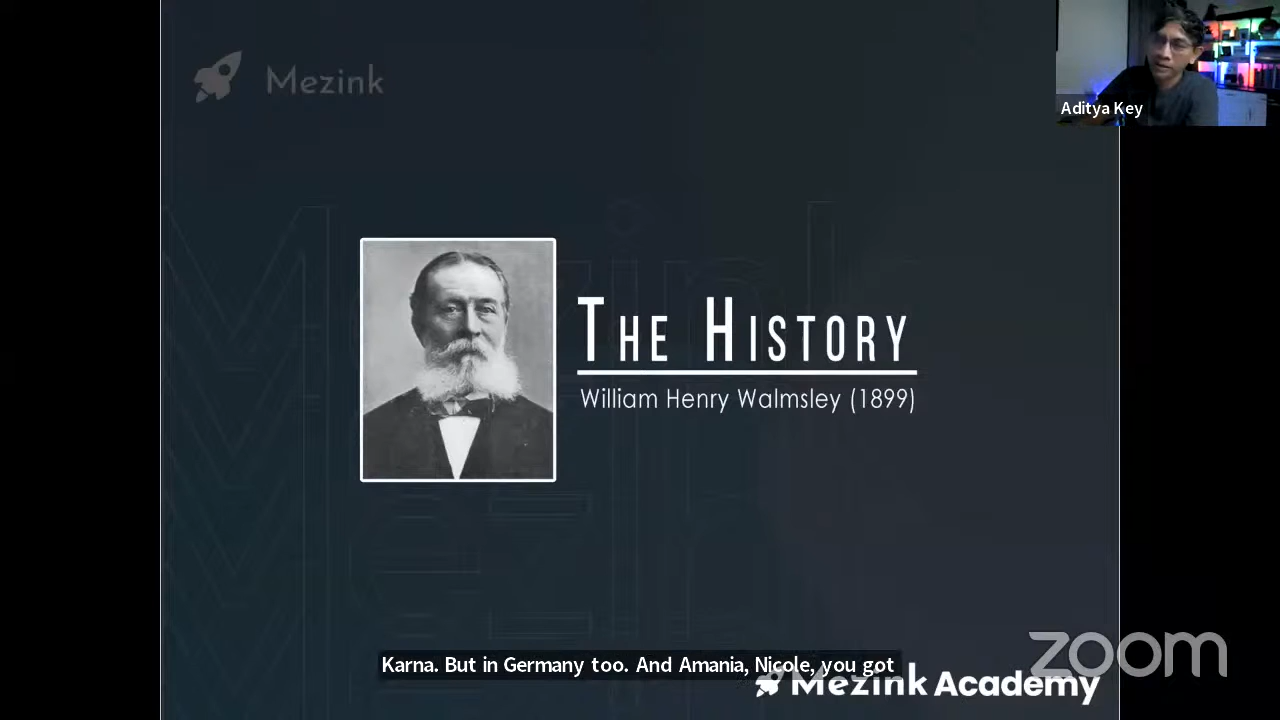 Mezink
Aditya Key
THE HISTORY
William Henry Walmsley (1899)
Karna. But in Germany too. And Amania, Nicole, you got
Mezink Academy
zoom